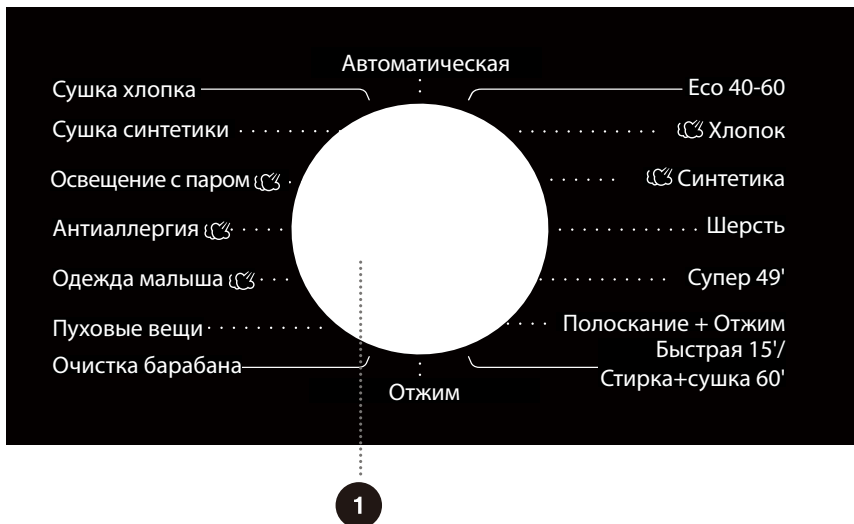 Автоматическая
Сушка хлопка
Сушка синтетики
Освещение с паром
Антиаллергия
Одежда малыша
Пуховые вещи
Очистка барабана
Eco 40-60
Хлопок
Синтетика
Шерсть
Супер 49'
Полоскание + Отжим
Быстрая 15'/
Стирка+сушка 60'
Отжим
1